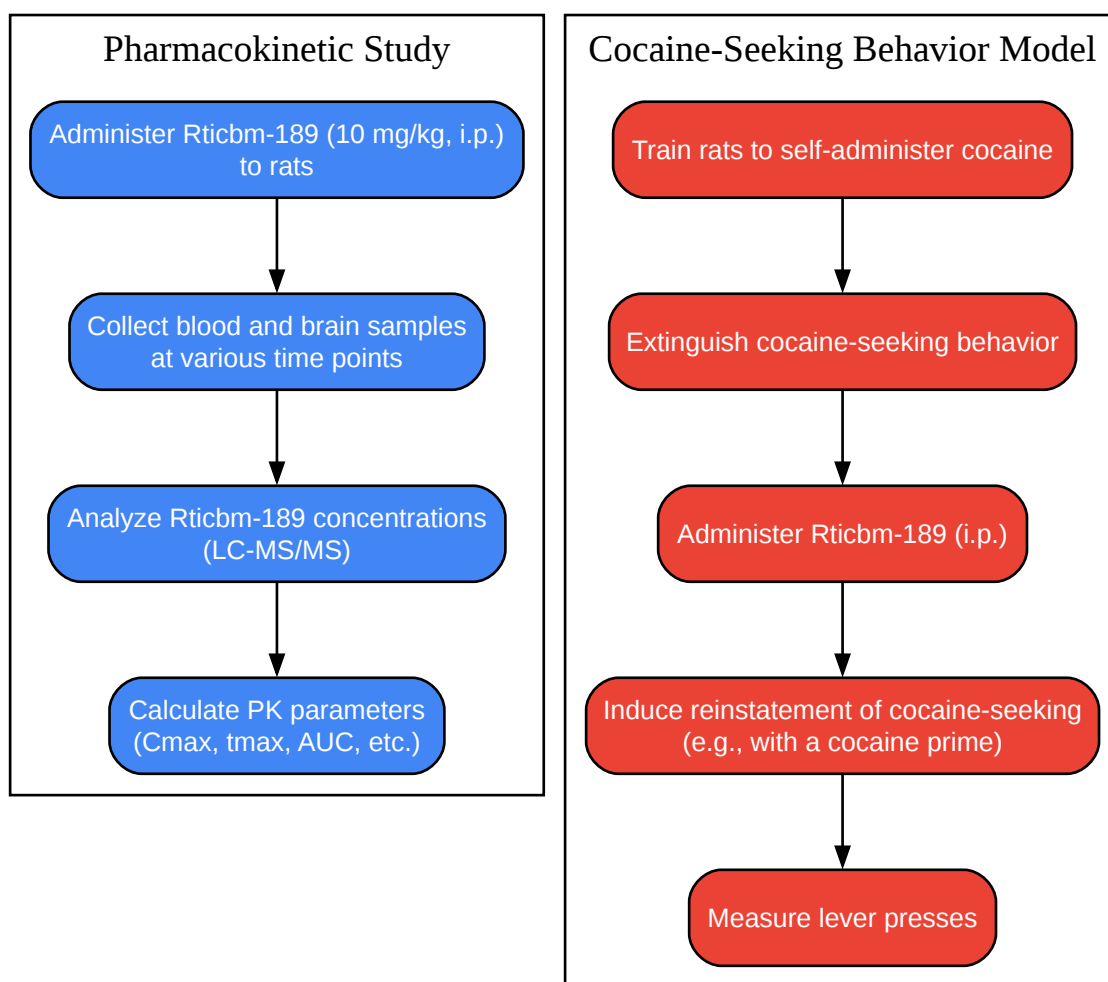 Pharmacokinetic Study
Administer Rticbm-189 (10 mg/kg, i.p.)
to rats
Collect blood and brain samples
at various time points
Analyze Rticbm-189 concentrations
(LC-MS/MS)
Calculate PK parameters
(Cmax, tmax, AUC, etc.)
Cocaine-Seeking Behavior Model
Train rats to self-administer cocaine
Extinguish cocaine-seeking behavior
Administer Rticbm-189 (i.p.)
Induce reinstatement of cocaine-seeking
(e.g., with a cocaine prime)
Measure lever presses